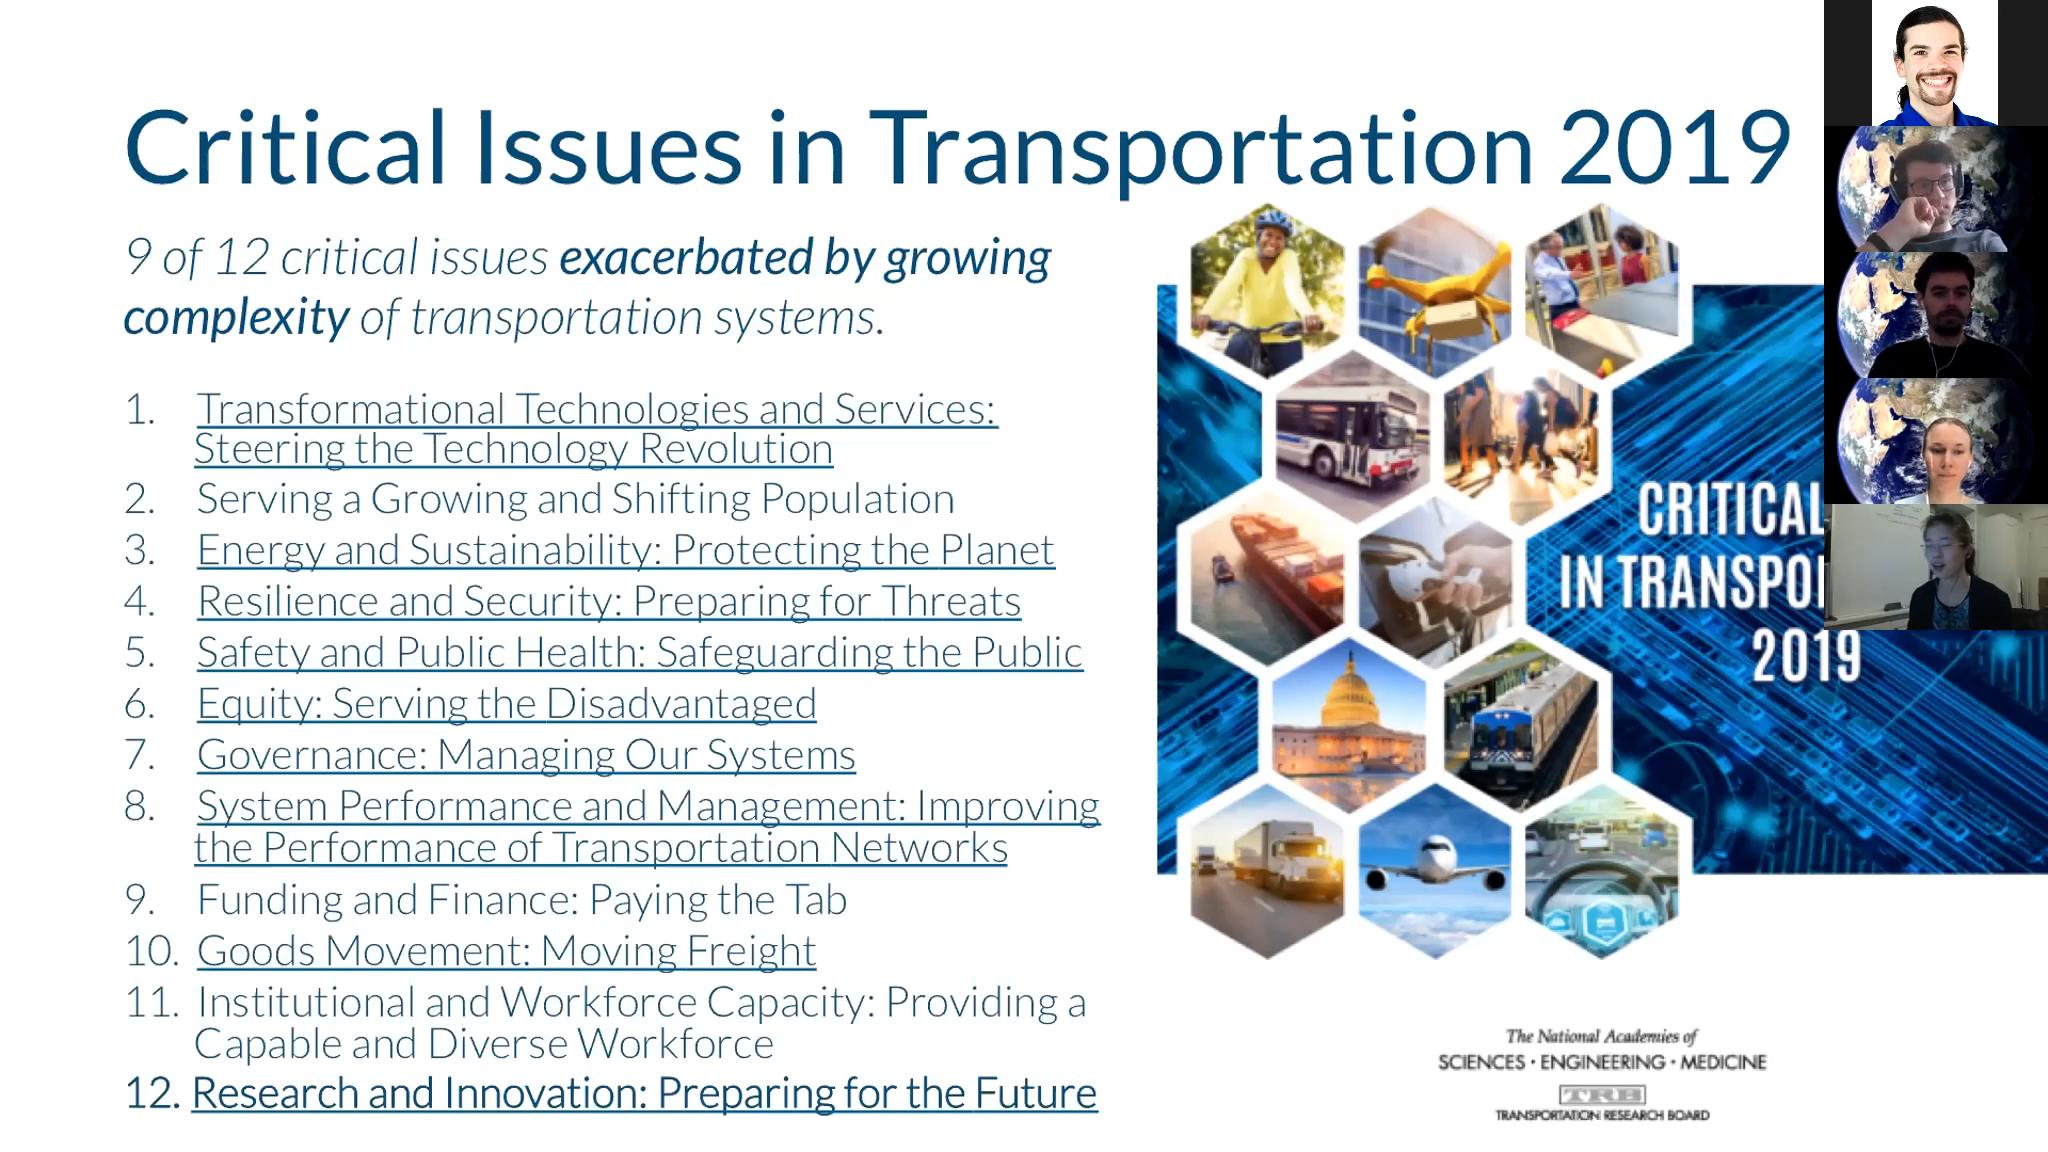 Critical Issues in Transportation 2019
9 of 12 critical issues exacerbated by growing
complexity of transportation systems.
1. Transformational Technologies and Services:
Steering the Technology Revolution
2. Serving a Growing and Shifting Population
3. Energy and Sustainability: Protecting the Planet
4. Resilience and Security: Preparing for Threats
5. Safety and Public Health: Safeguarding the Public
6. Equity: Serving the Disadvantaged
7. Governance: Managing Our Systems
8. System Performance and Management: Improving
the Performance of Transportation Networks
9. Funding and Finance: Paying the Tab
10. Goods Movement: Moving Freight
11. Institutional and Workforce Capacity: Providing a
Capable and Diverse Workforce
12. Research and Innovation: Preparing for the Future
CRITICAL
IN TRANSPO
2019
The National Academies of
SCIENCES · ENGINEERING · MEDICINE
TRB
TRANSPORTATION RESEARCH BOARD